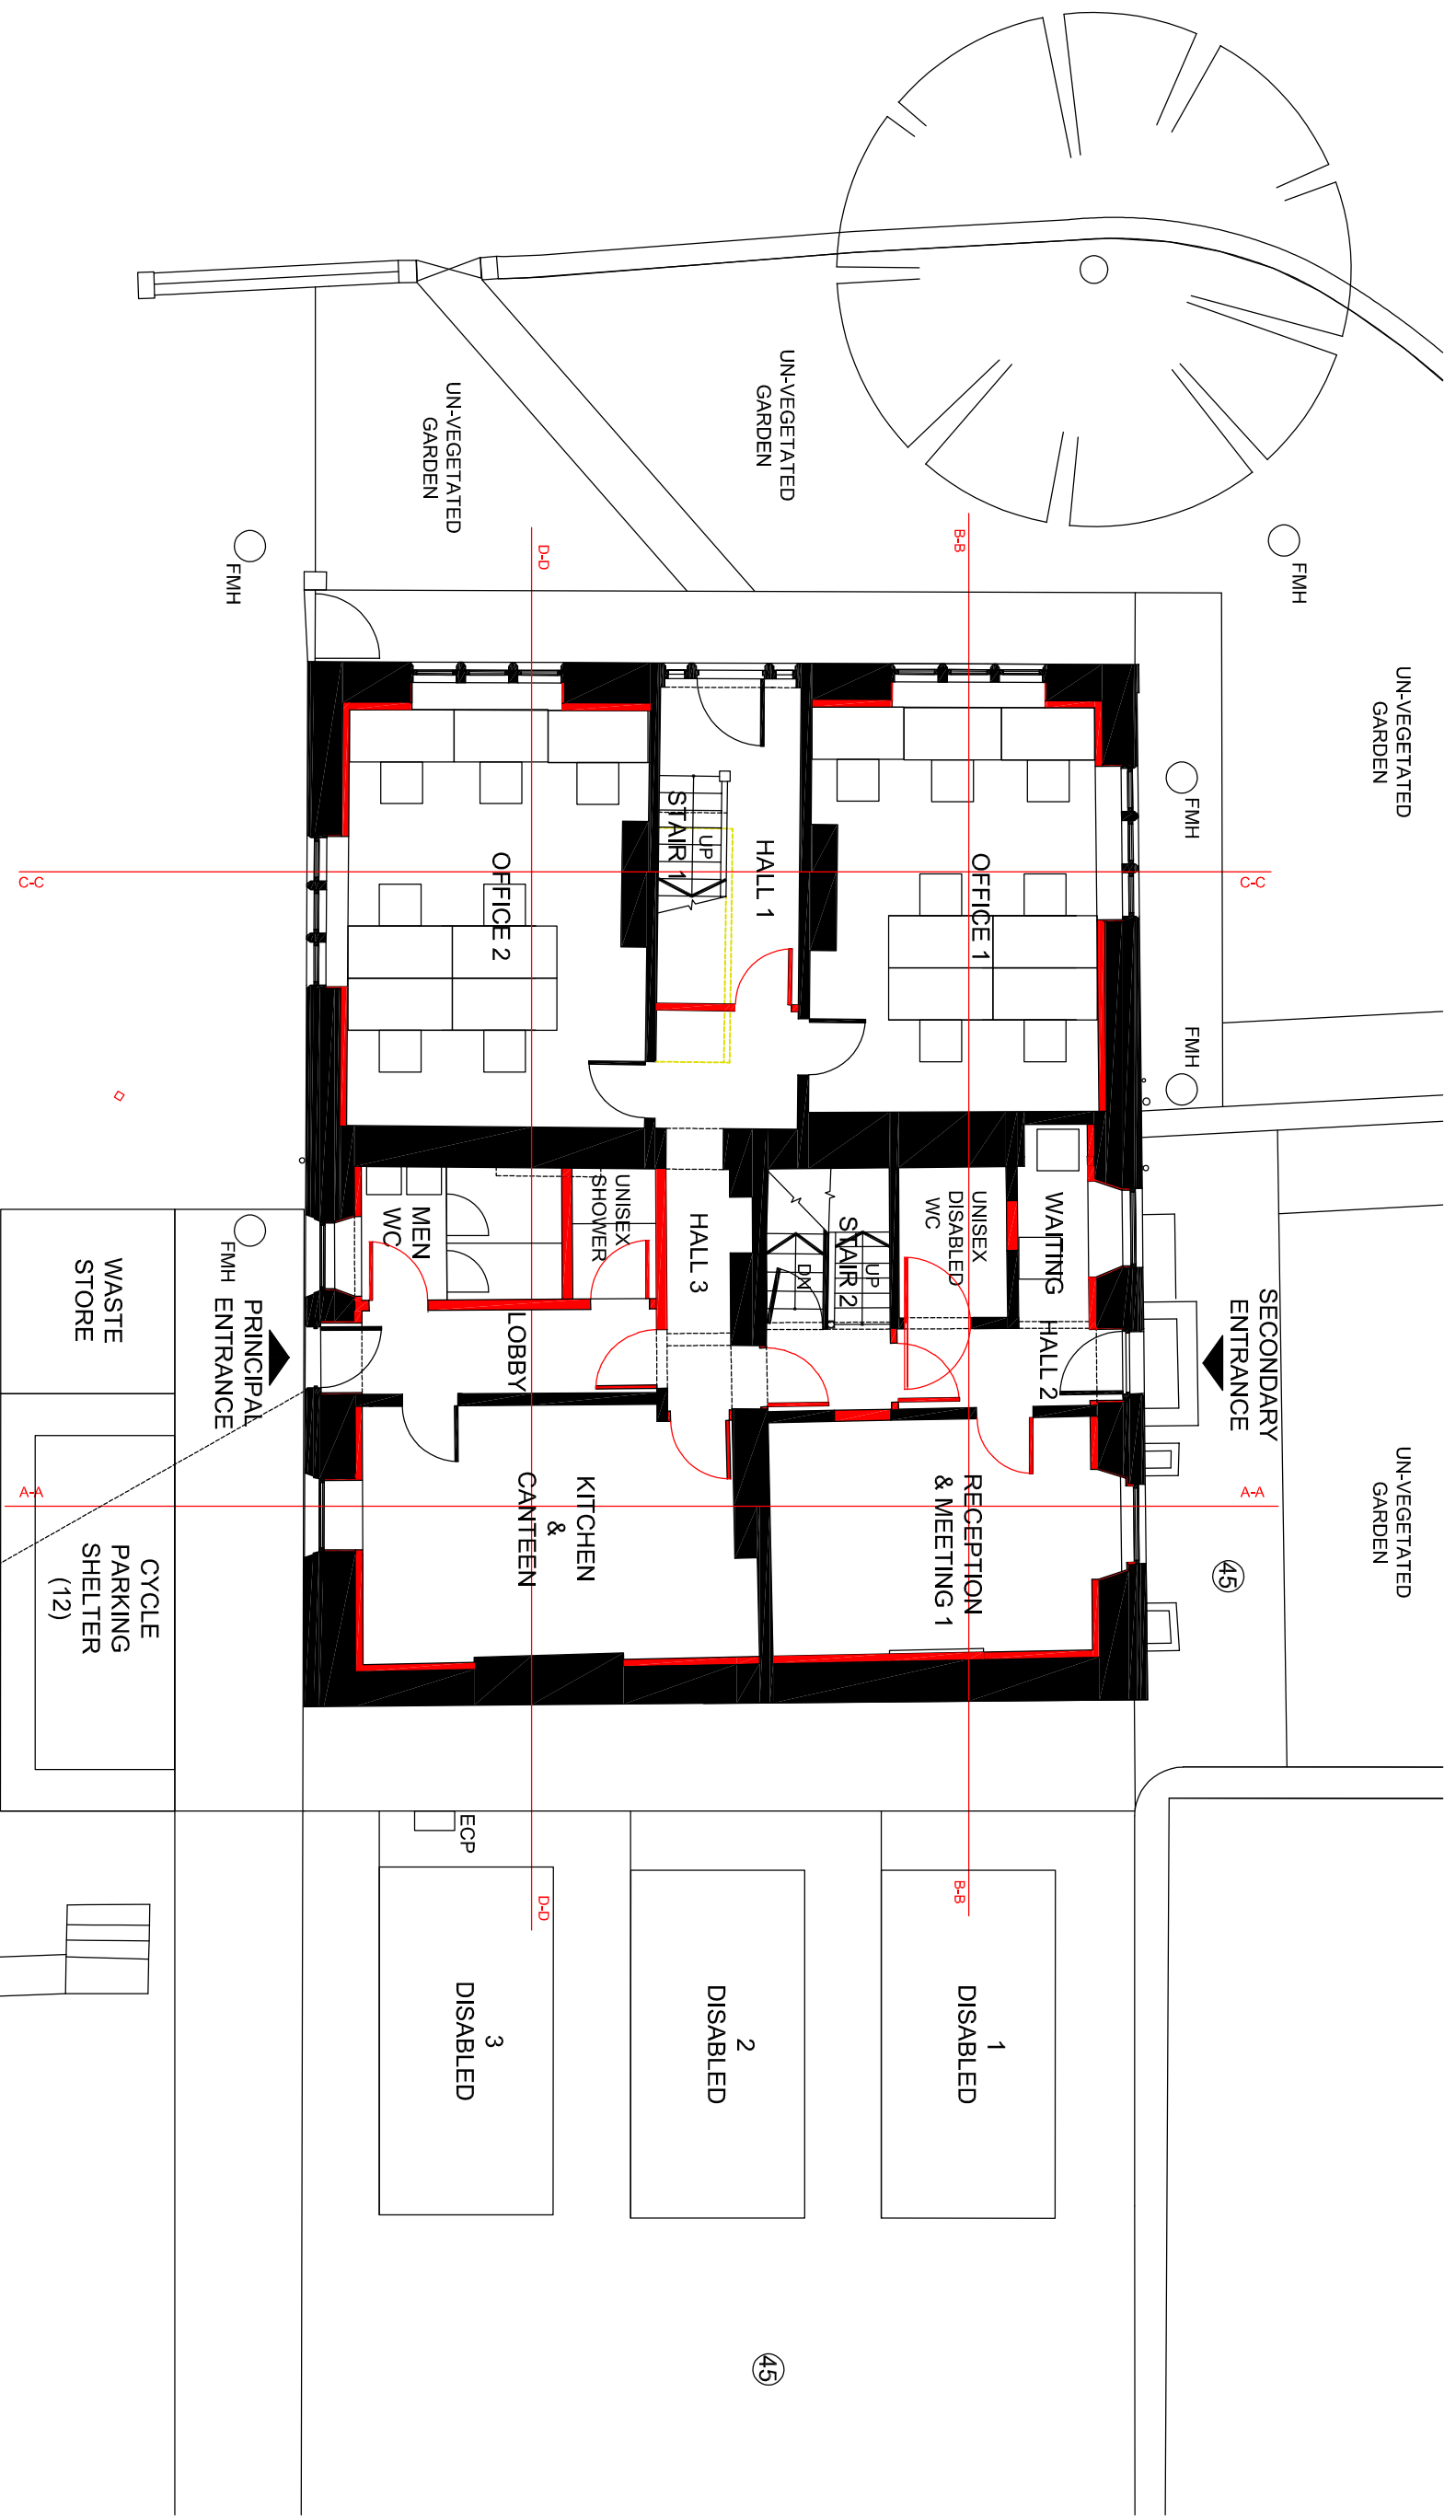 UN-VEGETATED
GARDEN
UN-VEGETATED
GARDEN
UN-VEGETATED
GARDEN
UN-VEGETATED
GARDEN
FMH
FMH
FMH
FMH
FMH
B-B
D-D
C-C
C-C
STAIR 1
UP
HALL 1
OFFICE 1
OFFICE 2
UNISEX
SHOWER
MEN
WC
HALL 3
STAIR 2
UP
DN
UNISEX
DISABLED
WC
WAITING
HALL 2
LOBBY
SECONDARY
ENTRANCE
PRINCIPAL
ENTRANCE
WASTE
STORE
CYCLE
PARKING
SHELTER
(12)
KITCHEN
&
CANTEEN
RECEPTION
& MEETING 1
A-A
A-A
45
ECP
D-D
B-B
1
DISABLED
2
DISABLED
3
DISABLED
45